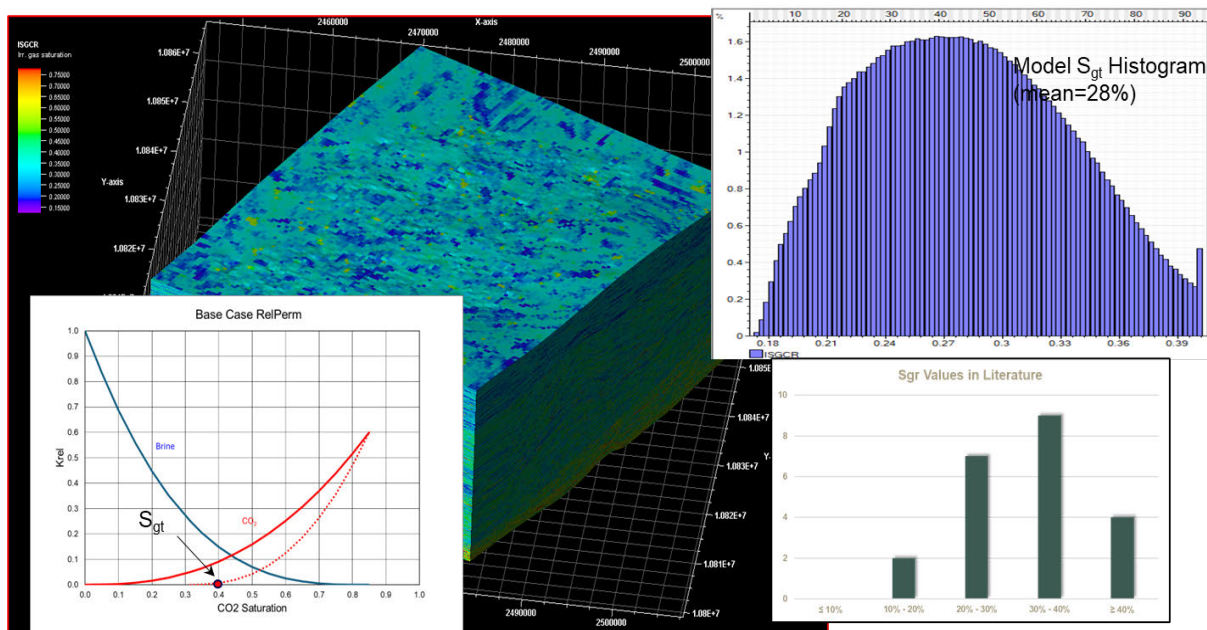 ISGCR
Irr. gas saturation
0.75000
0.70000
0.65000
0.60000
0.55000
0.50000
0.45000
0.40000
0.35000
0.30000
0.25000
0.20000
0.15000
X-axis
2460000
2470000
2480000
2490000
2500000
1.086E+7
1.085E+7
1.084E+7
Y-axis
1.083E+7
1.082E+7
1.085E+7
1.084E+7
Y-
1.083E+7
1.082E+7
1.081E+7
1.08E+7
2490000
2500000
% 10 20 30 40 50 60 70 80 90
1.6
1.4
1.2
1
0.8
0.6
0.4
0.2
0
0.18 0.21 0.24 0.27 0.3 0.33 0.36 0.39
ISGCR
Model Sgt Histogram
(mean=28%)
Base Case RelPerm
1.0
0.9
0.8
0.7
0.6
0.5
0.4
0.3
0.2
0.1
0.0
Krel
Brine
CO2
Sgt
0.0 0.1 0.2 0.3 0.4 0.5 0.6 0.7 0.8 0.9 1.0
CO2 Saturation
Sgr Values in Literature
10
8
6
4
2
0
≤ 10% 10% - 20% 20% - 30% 30% - 40% ≥ 40%